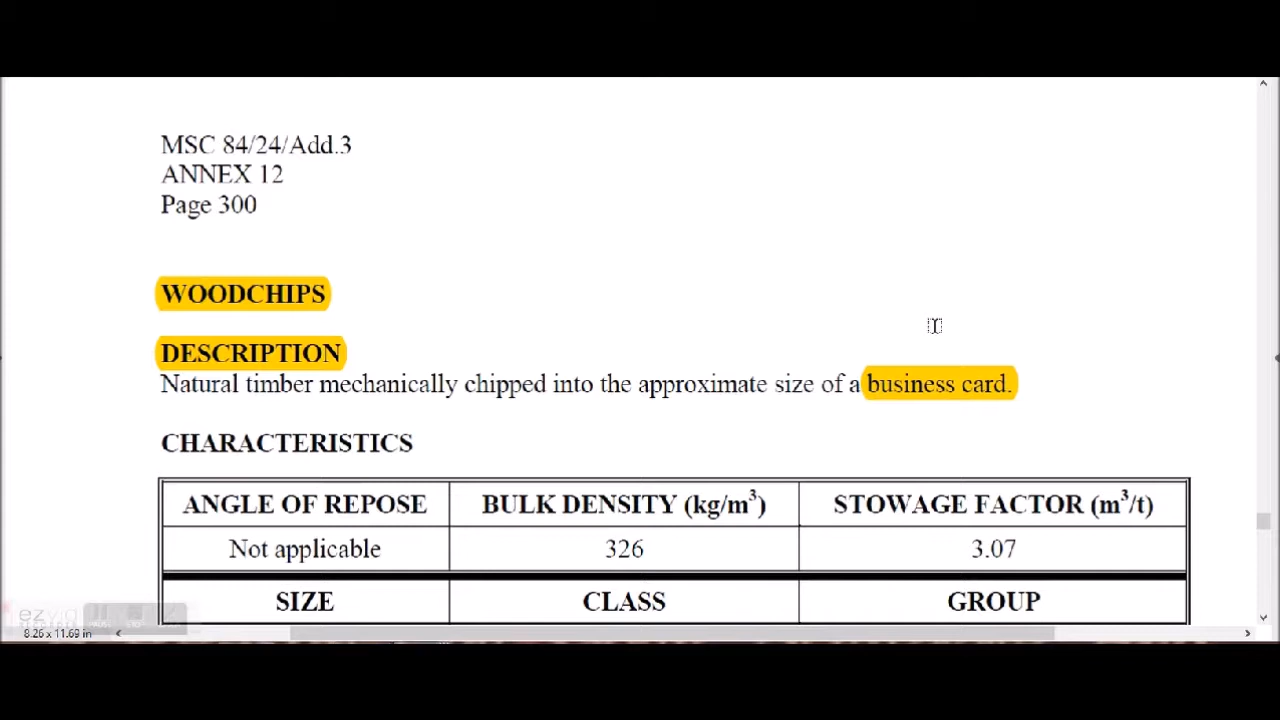 MSC 84/24/Add.3
ANNEX 12
Page 300
WOODCHIPS
DESCRIPTION
Natural timber mechanically chipped into the approximate size of a business card.
CHARACTERISTICS
ANGLE OF REPOSE BULK DENSITY (kg/m³) STOWAGE FACTOR (m³/t)
Not applicable 326 3.07
SIZE CLASS GROUP
8.26 x 11.69 in